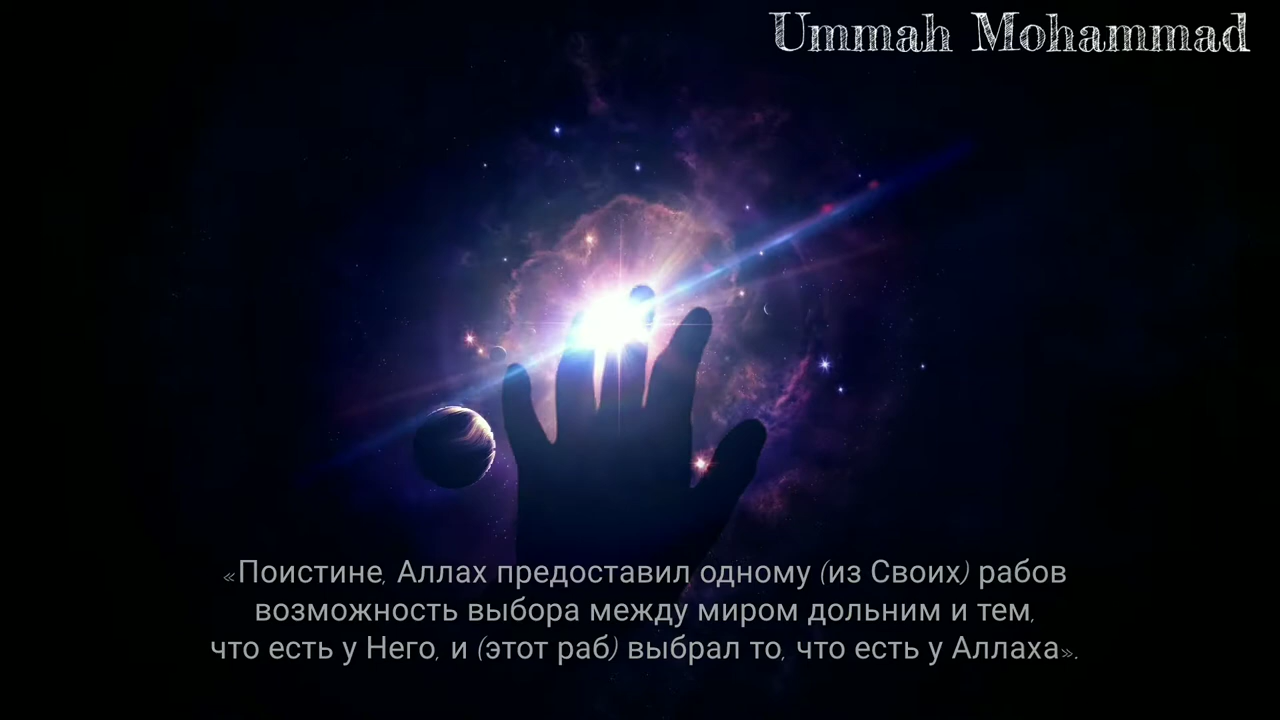 Ummah Mohammad
«Поистине, Аллах предоставил одному (из Своих) рабов
возможность выбора между миром дольним и тем,
что есть у Него, и (этот раб) выбрал то, что есть у Аллаха».